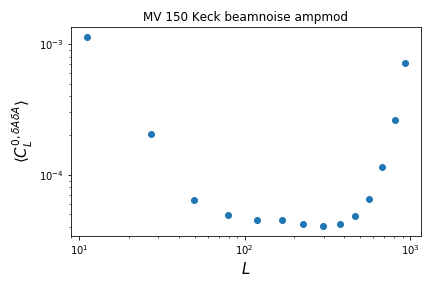 MV 150 Keck beamnoise ampmod
10⁻³
10⁻⁴
⟨C_L^{0, δAδA}⟩
10¹ 10² 10³
L